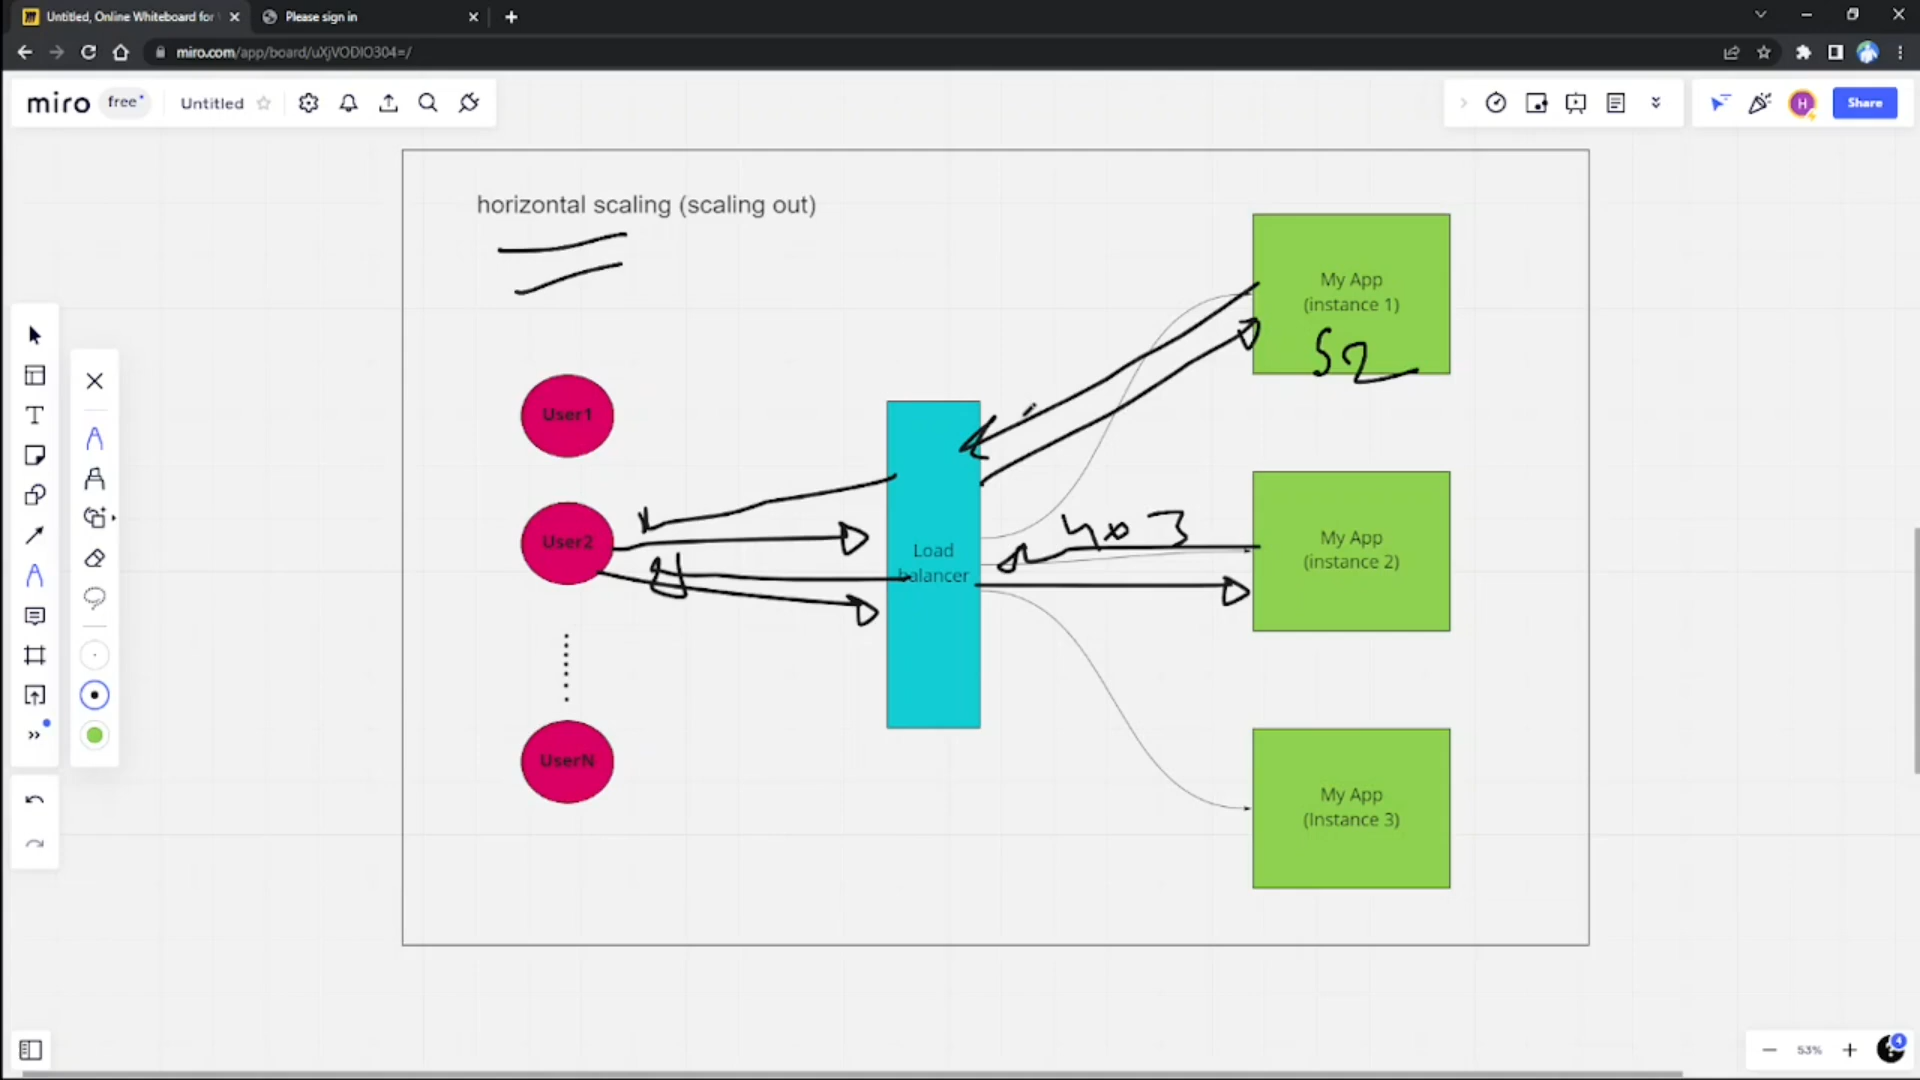 Untitled, Online Whiteboard for
Please sign in
miro.com/app/board/uXjVODIO304=/
miro
free
Untitled
H
Share
horizontal scaling (scaling out)
My App
(instance 1)
S2
User1
User2
403
Load
balancer
My App
(instance 2)
UserN
My App
(Instance 3)
53%
4